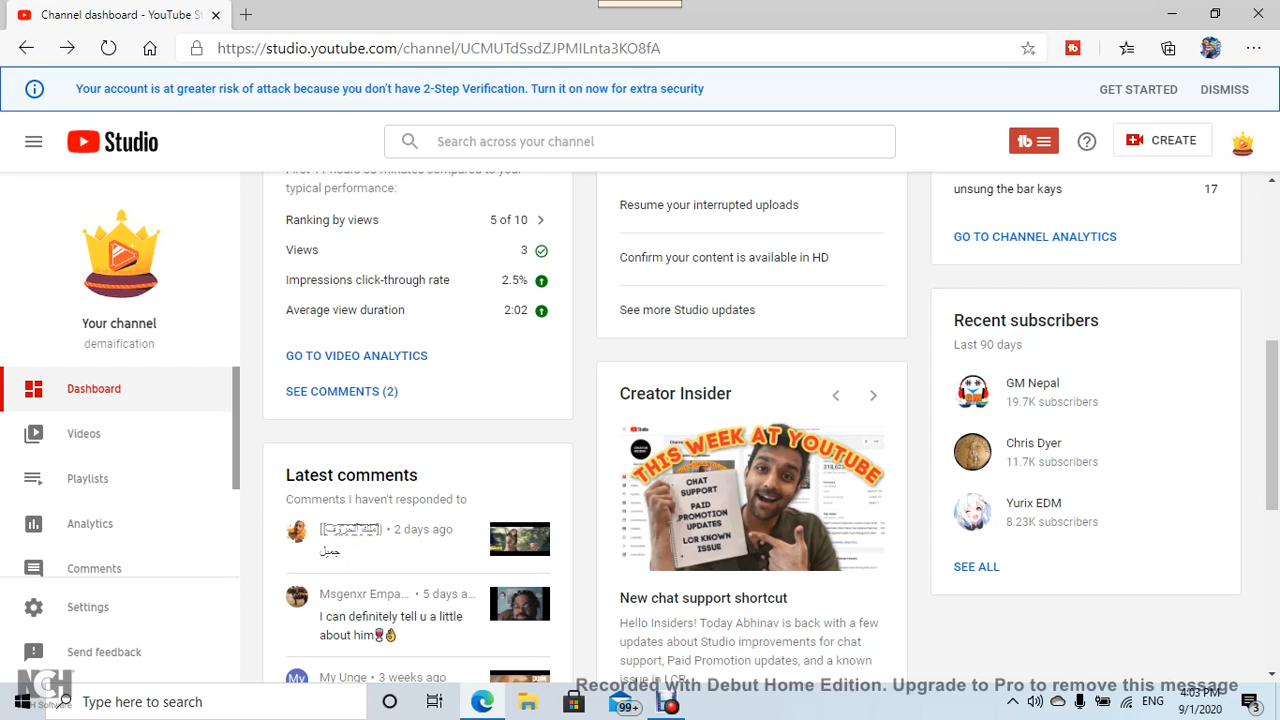 Channel dashboard - YouTube St
https://studio.youtube.com/channel/UCMUTdSsdZJPMILnta3KO8fA
Your account is at greater risk of attack because you don't have 2-Step Verification. Turn it on now for extra security
GET STARTED
DISMISS
Studio
Search across your channel
CREATE
Your channel
demaification
Dashboard
Videos
Playlists
Analytics
Comments
Settings
Send feedback
typical performance:
Ranking by views 5 of 10
Views 3
Impressions click-through rate 2.5%
Average view duration 2:02
GO TO VIDEO ANALYTICS
SEE COMMENTS (2)
Latest comments
Comments I haven't responded to
• 2 days ago
جميل
Msgenxr Empa... • 5 days a...
I can definitely tell u a little
about him
My
My Unge • 3 weeks ago
Resume your interrupted uploads
Confirm your content is available in HD
See more Studio updates
Creator Insider
THIS WEEK AT YOUTUBE
CHAT
SUPPORT
PAID
PROMOTION
UPDATES
LCR KNOWN
ISSUE
New chat support shortcut
Hello Insiders! Today Abhinav is back with a few
updates about Studio improvements for chat
support, Paid Promotion updates, and a known
issue in LCR
unsung the bar kays 17
GO TO CHANNEL ANALYTICS
Recent subscribers
Last 90 days
GM Nepal
19.7K subscribers
Chris Dyer
11.7K subscribers
Yurix EDM
8.23K subscribers
SEE ALL
Recorded with Debut Home Edition. Upgrade to Pro to remove this message
NCH
NCH Software
Type here to search
99+
ENG
4:03 PM
9/1/2020
3